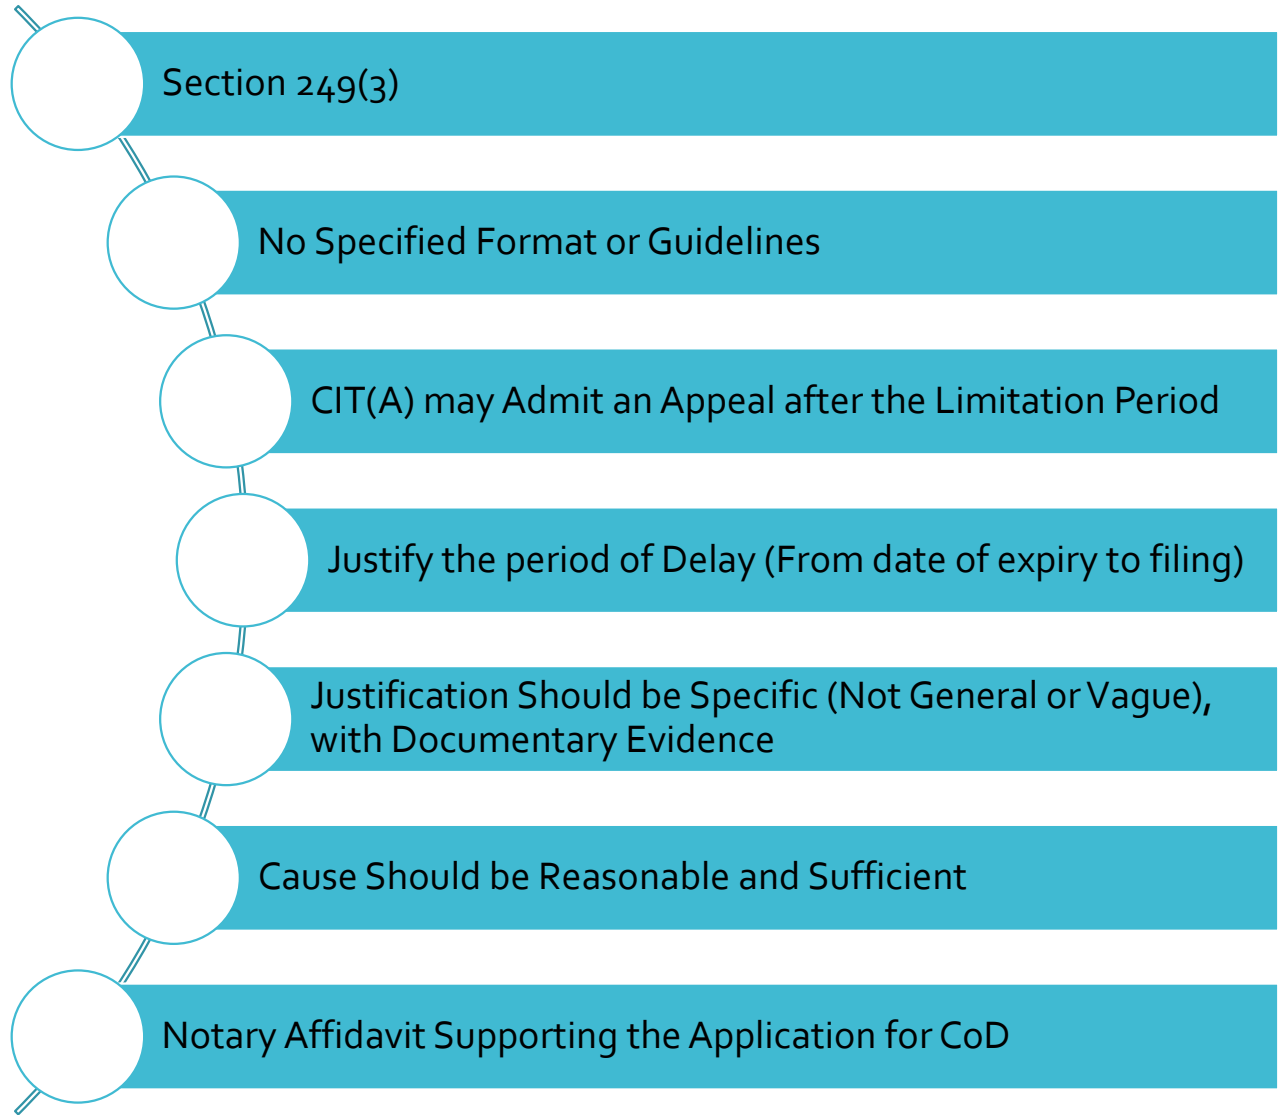 Section 249(3)
No Specified Format or Guidelines
CIT(A) may Admit an Appeal after the Limitation Period
Justify the period of Delay (From date of expiry to filing)
Justification Should be Specific (Not General or Vague),
with Documentary Evidence
Cause Should be Reasonable and Sufficient
Notary Affidavit Supporting the Application for CoD